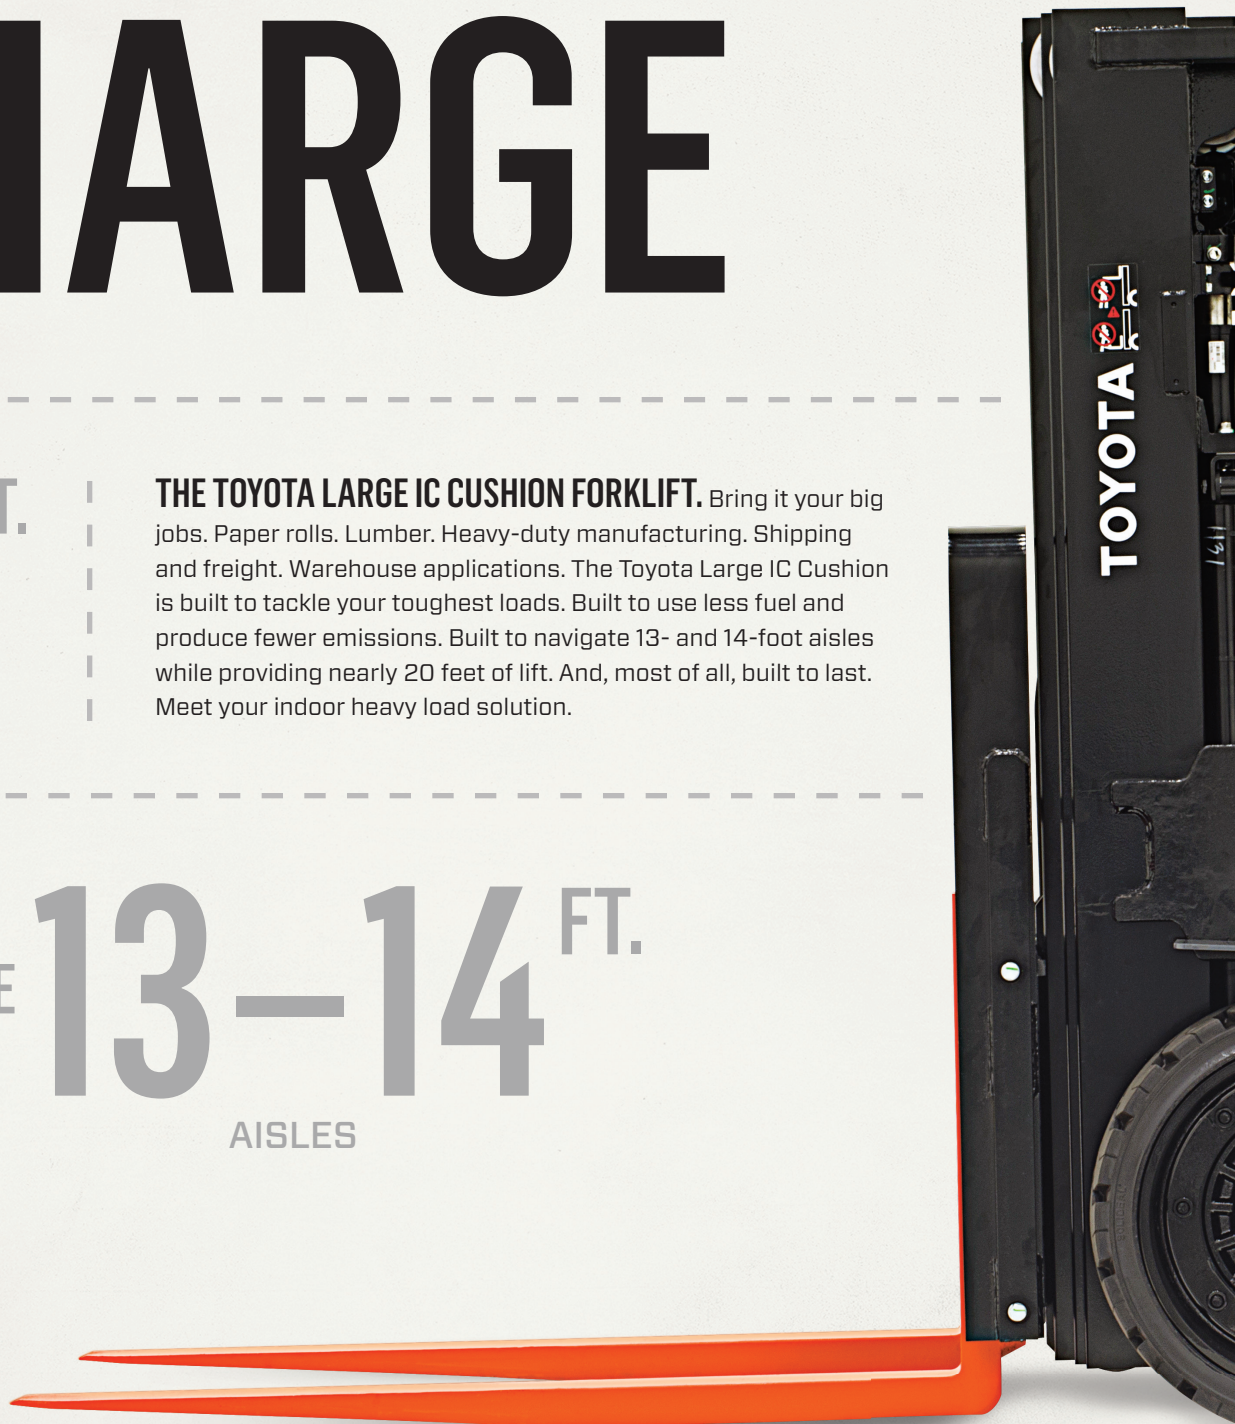 HARGE
T.
THE TOYOTA LARGE IC CUSHION FORKLIFT. Bring it your big
jobs. Paper rolls. Lumber. Heavy-duty manufacturing. Shipping
and freight. Warehouse applications. The Toyota Large IC Cushion
is built to tackle your toughest loads. Built to use less fuel and
produce fewer emissions. Built to navigate 13- and 14-foot aisles
while providing nearly 20 feet of lift. And, most of all, built to last.
Meet your indoor heavy load solution.
E 13–14 FT.
AISLES
TOYOTA